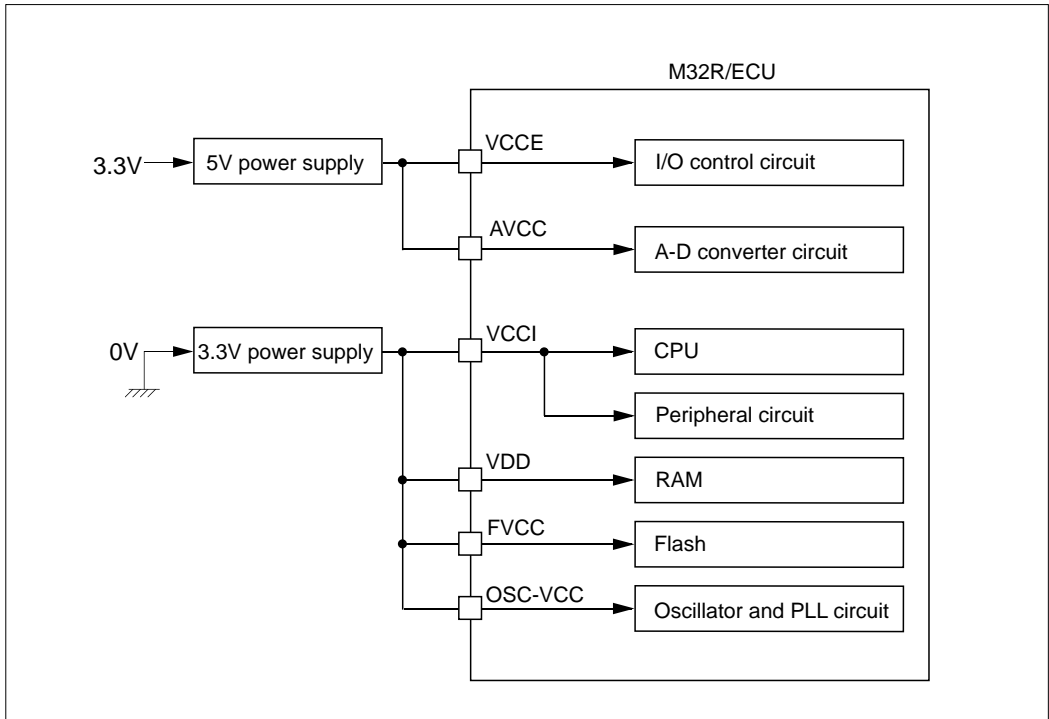 M32R/ECU
3.3V
5V power supply
VCCE
I/O control circuit
AVCC
A-D converter circuit
0V
3.3V power supply
VCCI
CPU
Peripheral circuit
VDD
RAM
FVCC
Flash
OSC-VCC
Oscillator and PLL circuit